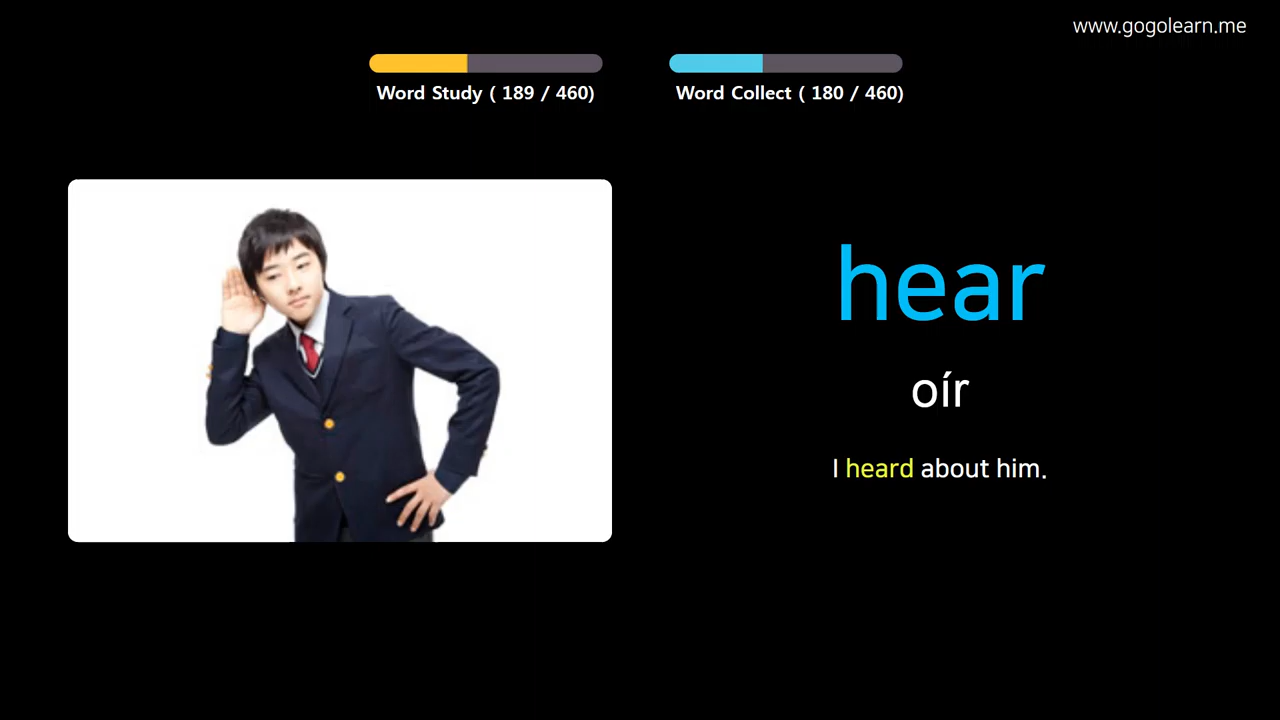 www.gogolearn.me
Word Study ( 189 / 460)
Word Collect ( 180 / 460)
hear
oír
I heard about him.